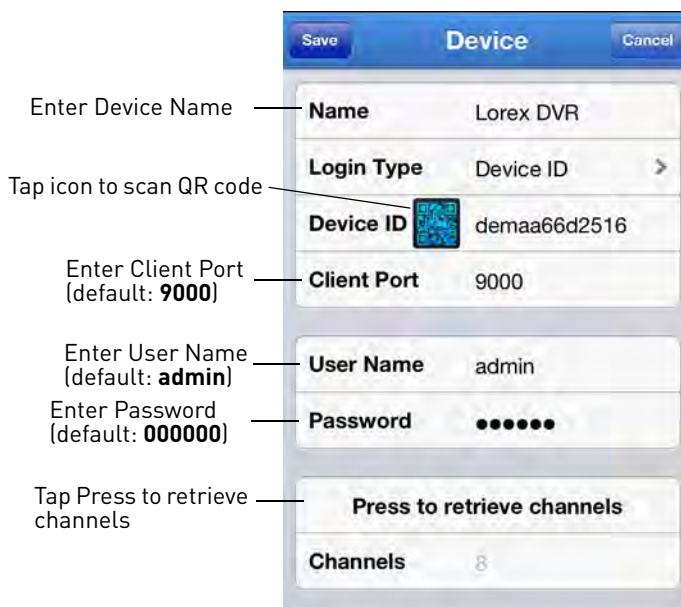 Save Device Cancel
Enter Device Name
Name Lorex DVR
Login Type Device ID >
Tap icon to scan QR code
Device ID demaa66d2516
Enter Client Port
(default: 9000)
Client Port 9000
Enter User Name
(default: admin)
User Name admin
Enter Password
(default: 000000)
Password ●●●●●●
Tap Press to retrieve
channels
Press to retrieve channels
Channels 8